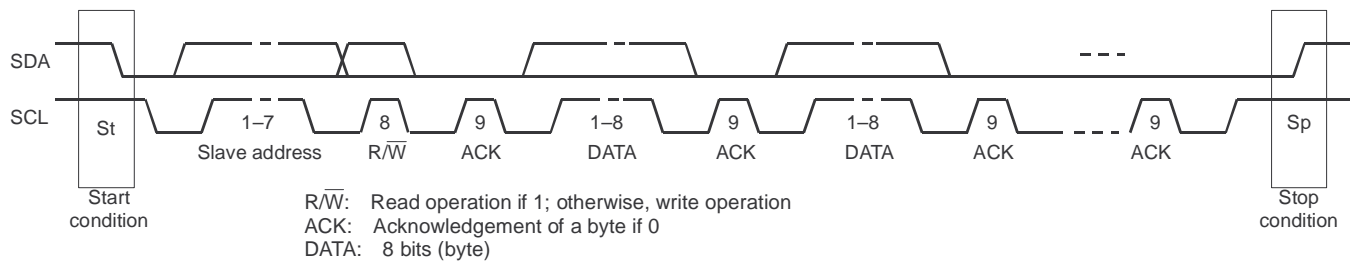 SDA
SCL
St 1–7 8 9 1–8 9 1–8 9 9 Sp
Slave address R/W̅ ACK DATA ACK DATA ACK ACK
Start
condition
Stop
condition
R/W̅: Read operation if 1; otherwise, write operation
ACK: Acknowledgement of a byte if 0
DATA: 8 bits (byte)